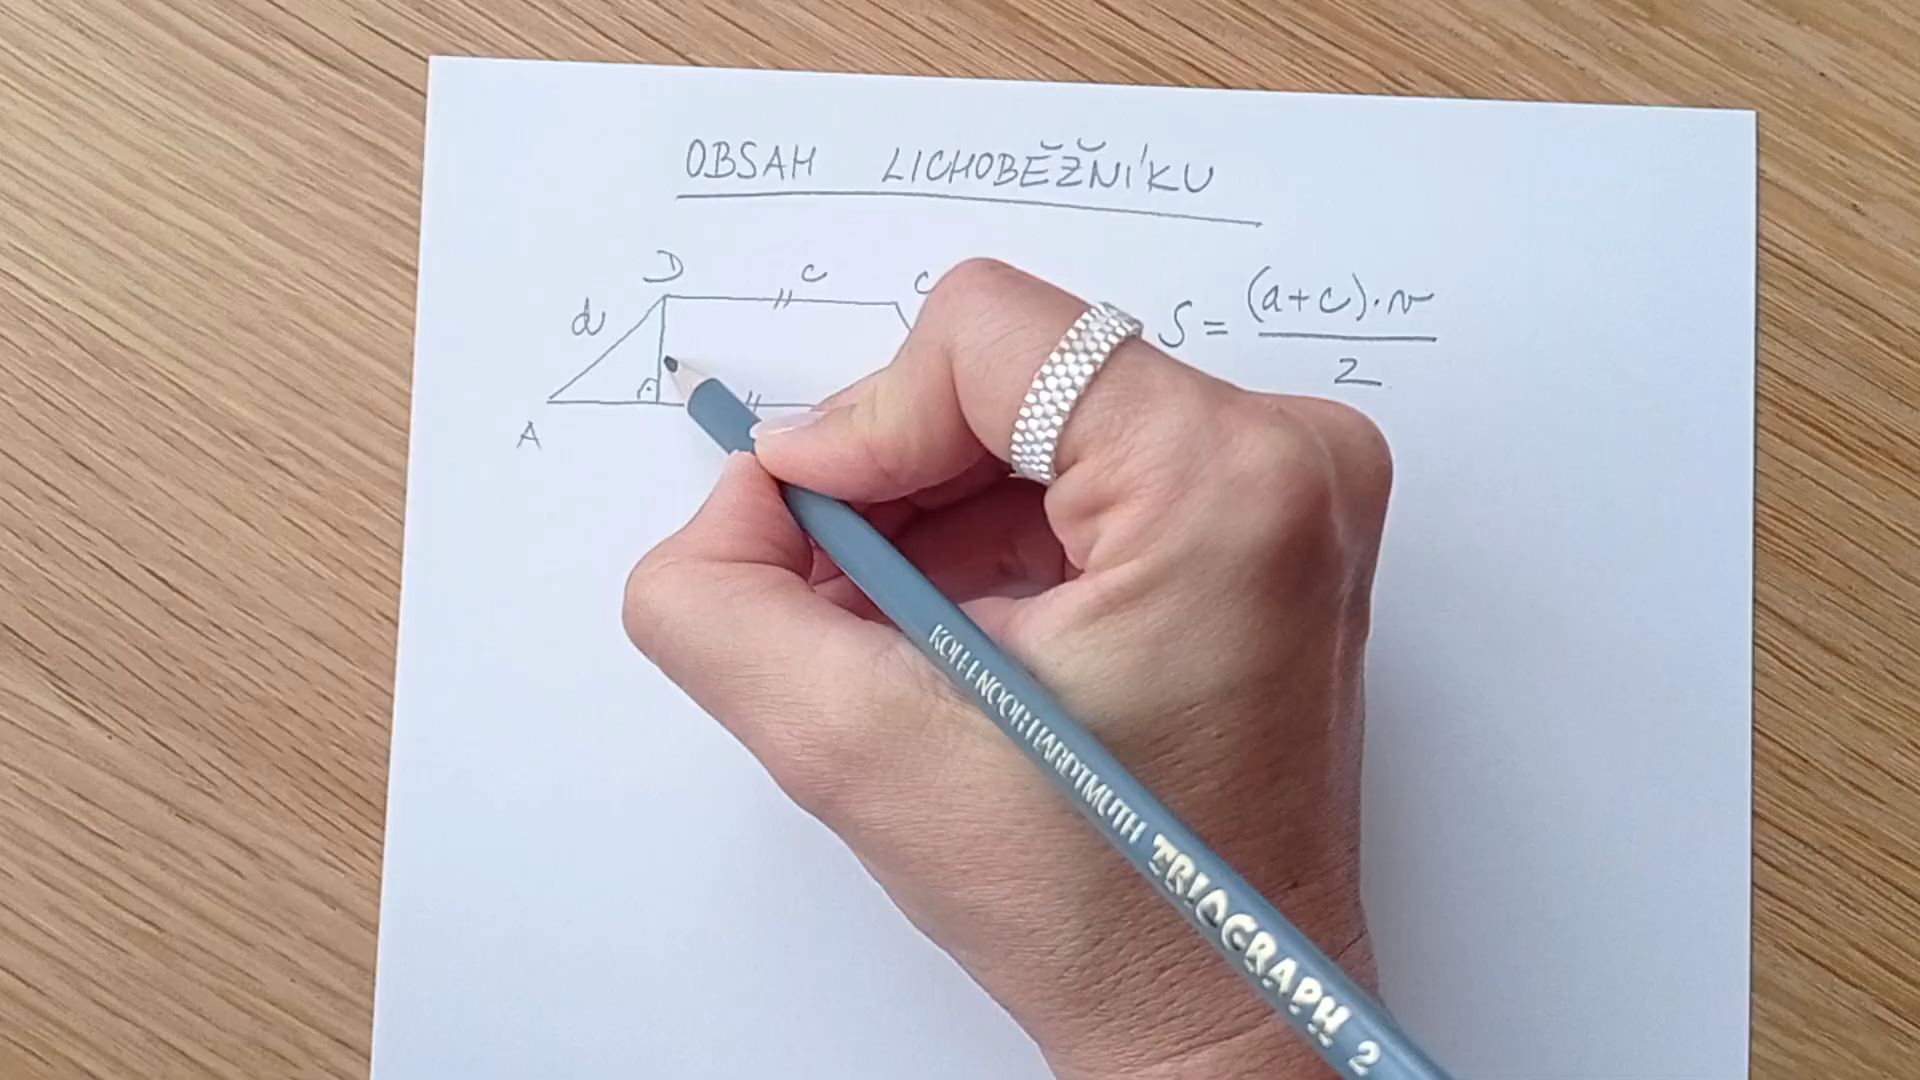 OBSAH LICHOBĚŽNÍKU
D c C
d
S = (a+c)·v
2
A
KOH-I-NOOR HARDTMUTH TRIOGRAPH 2